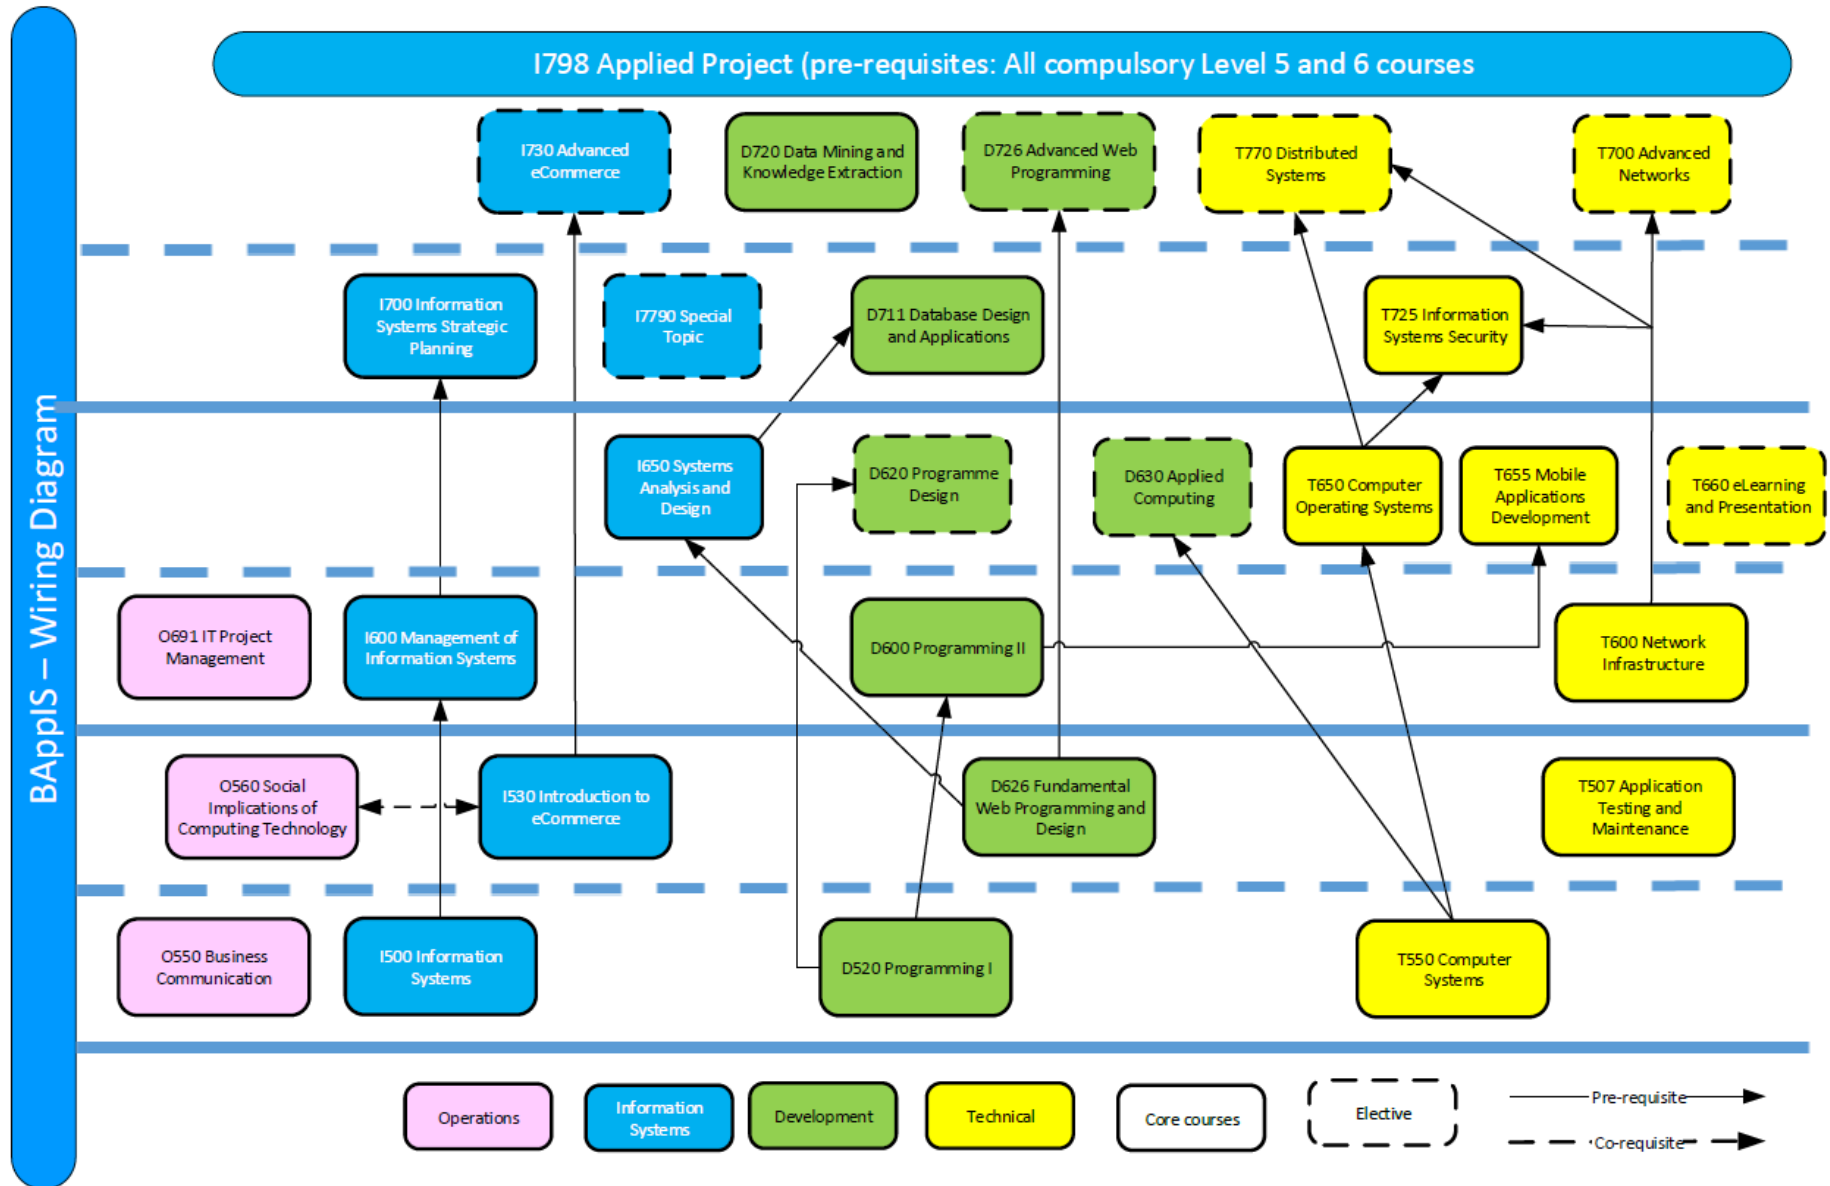 BAppIS – Wiring Diagram
I798 Applied Project (pre-requisites: All compulsory Level 5 and 6 courses
I730 Advanced
eCommerce
D720 Data Mining and
Knowledge Extraction
D726 Advanced Web
Programming
T770 Distributed
Systems
T700 Advanced
Networks
I700 Information
Systems Strategic
Planning
I7790 Special
Topic
D711 Database Design
and Applications
T725 Information
Systems Security
I650 Systems
Analysis and
Design
D620 Programme
Design
D630 Applied
Computing
T650 Computer
Operating Systems
T655 Mobile
Applications
Development
T660 eLearning
and Presentation
O691 IT Project
Management
I600 Management of
Information Systems
D600 Programming II
T600 Network
Infrastructure
O560 Social
Implications of
Computing Technology
I530 Introduction to
eCommerce
D626 Fundamental
Web Programming and
Design
T507 Application
Testing and
Maintenance
O550 Business
Communication
I500 Information
Systems
D520 Programming I
T550 Computer
Systems
Operations
Information
Systems
Development
Technical
Core courses
Elective
Pre-requisite
Co-requisite